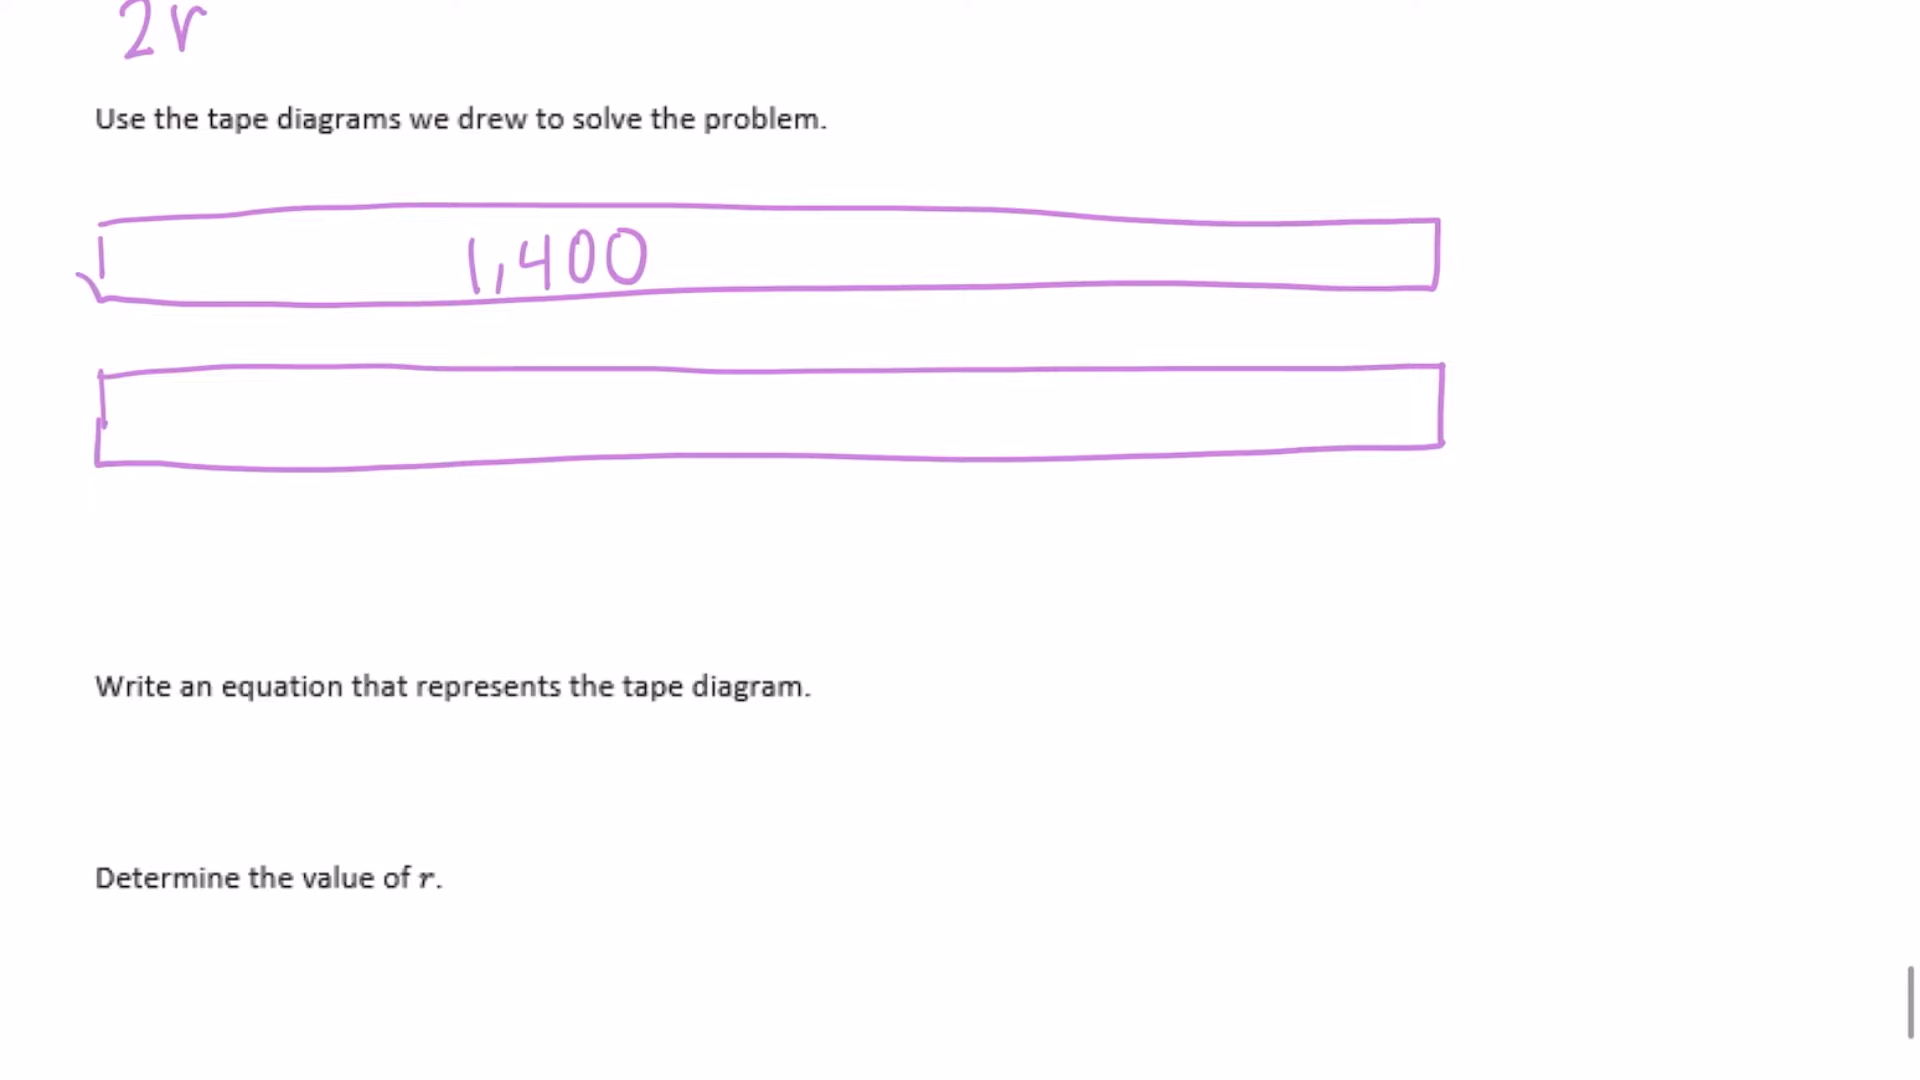 2r
Use the tape diagrams we drew to solve the problem.
1,400
Write an equation that represents the tape diagram.
Determine the value of r.